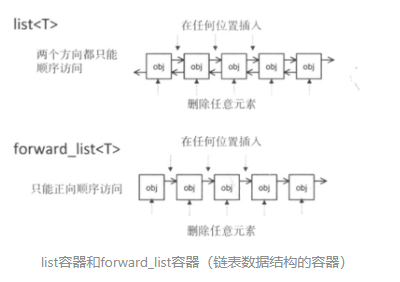 list<T>
在任何位置插入
两个方向都只能
顺序访问
obj obj obj obj obj
删除任意元素
在任何位置插入
forward_list<T>
只能正向顺序访问
obj obj obj obj obj
删除任意元素
list容器和forward_list容器（链表数据结构的容器）